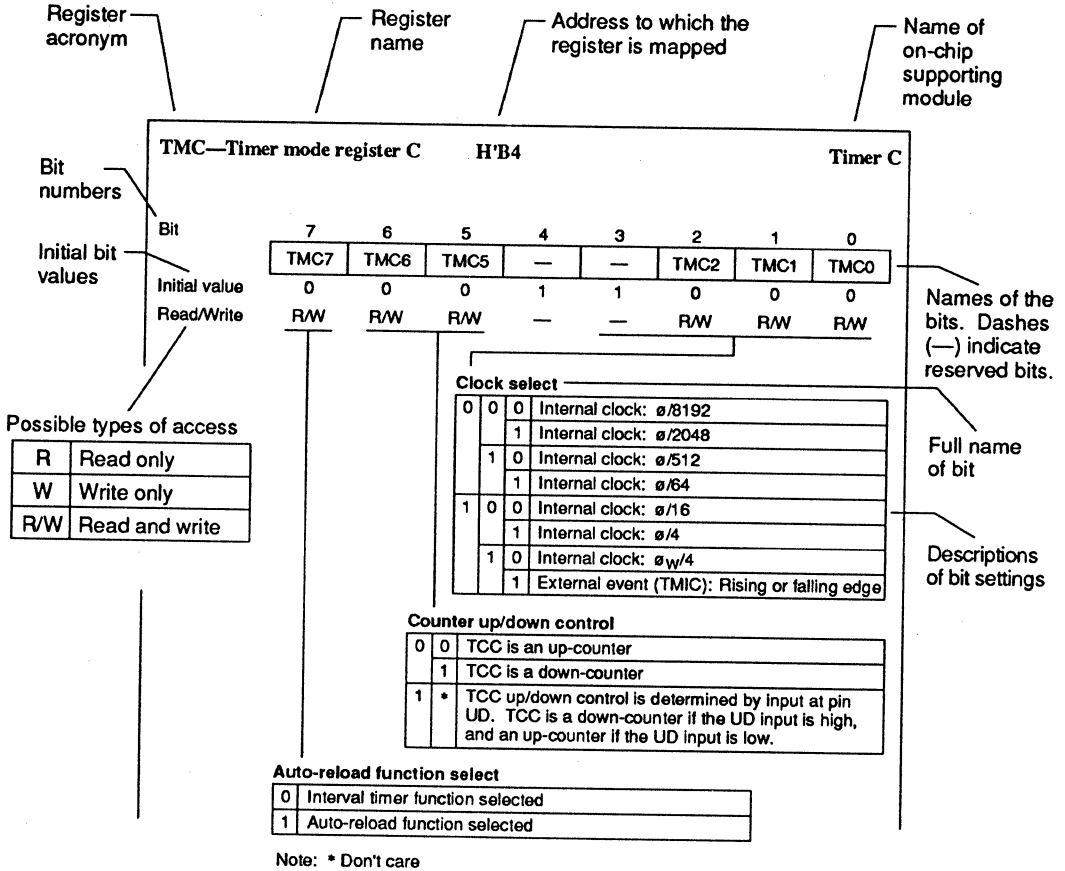 Register
acronym
Register
name
Address to which the
register is mapped
Name of
on-chip
supporting
module
TMC—Timer mode register C H'B4 Timer C
Bit
numbers
Bit 7 6 5 4 3 2 1 0
TMC7 TMC6 TMC5 — — TMC2 TMC1 TMC0
Initial bit
values
Initial value 0 0 0 1 1 0 0 0
Read/Write R/W R/W R/W — — R/W R/W R/W
Names of the
bits. Dashes
(—) indicate
reserved bits.
Possible types of access
R Read only
W Write only
R/W Read and write
Clock select
0 0 0 Internal clock: ø/8192
1 Internal clock: ø/2048
1 0 Internal clock: ø/512
1 Internal clock: ø/64
1 0 0 Internal clock: ø/16
1 Internal clock: ø/4
1 0 Internal clock: øW/4
1 External event (TMIC): Rising or falling edge
Full name
of bit
Descriptions
of bit settings
Counter up/down control
0 0 TCC is an up-counter
1 TCC is a down-counter
1 * TCC up/down control is determined by input at pin
UD. TCC is a down-counter if the UD input is high,
and an up-counter if the UD input is low.
Auto-reload function select
0 Interval timer function selected
1 Auto-reload function selected
Note: * Don't care